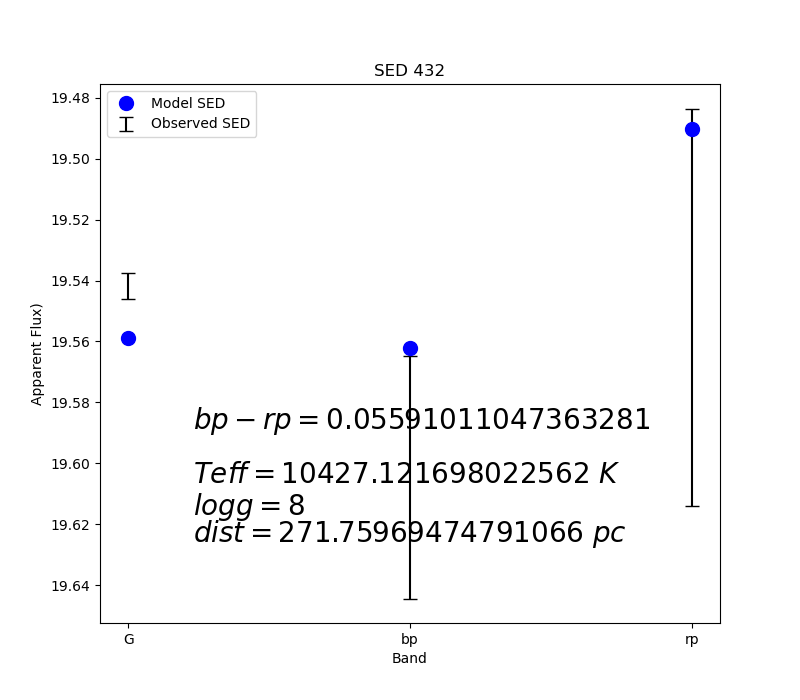 SED 432
Model SED
Observed SED
19.48
19.50
19.52
19.54
19.56
19.58
19.60
19.62
19.64
Apparent Flux)
bp − rp = 0.05591011047363281
Teff = 10427.121698022562 K
logg = 8
dist = 271.75969474791066 pc
G bp rp
Band